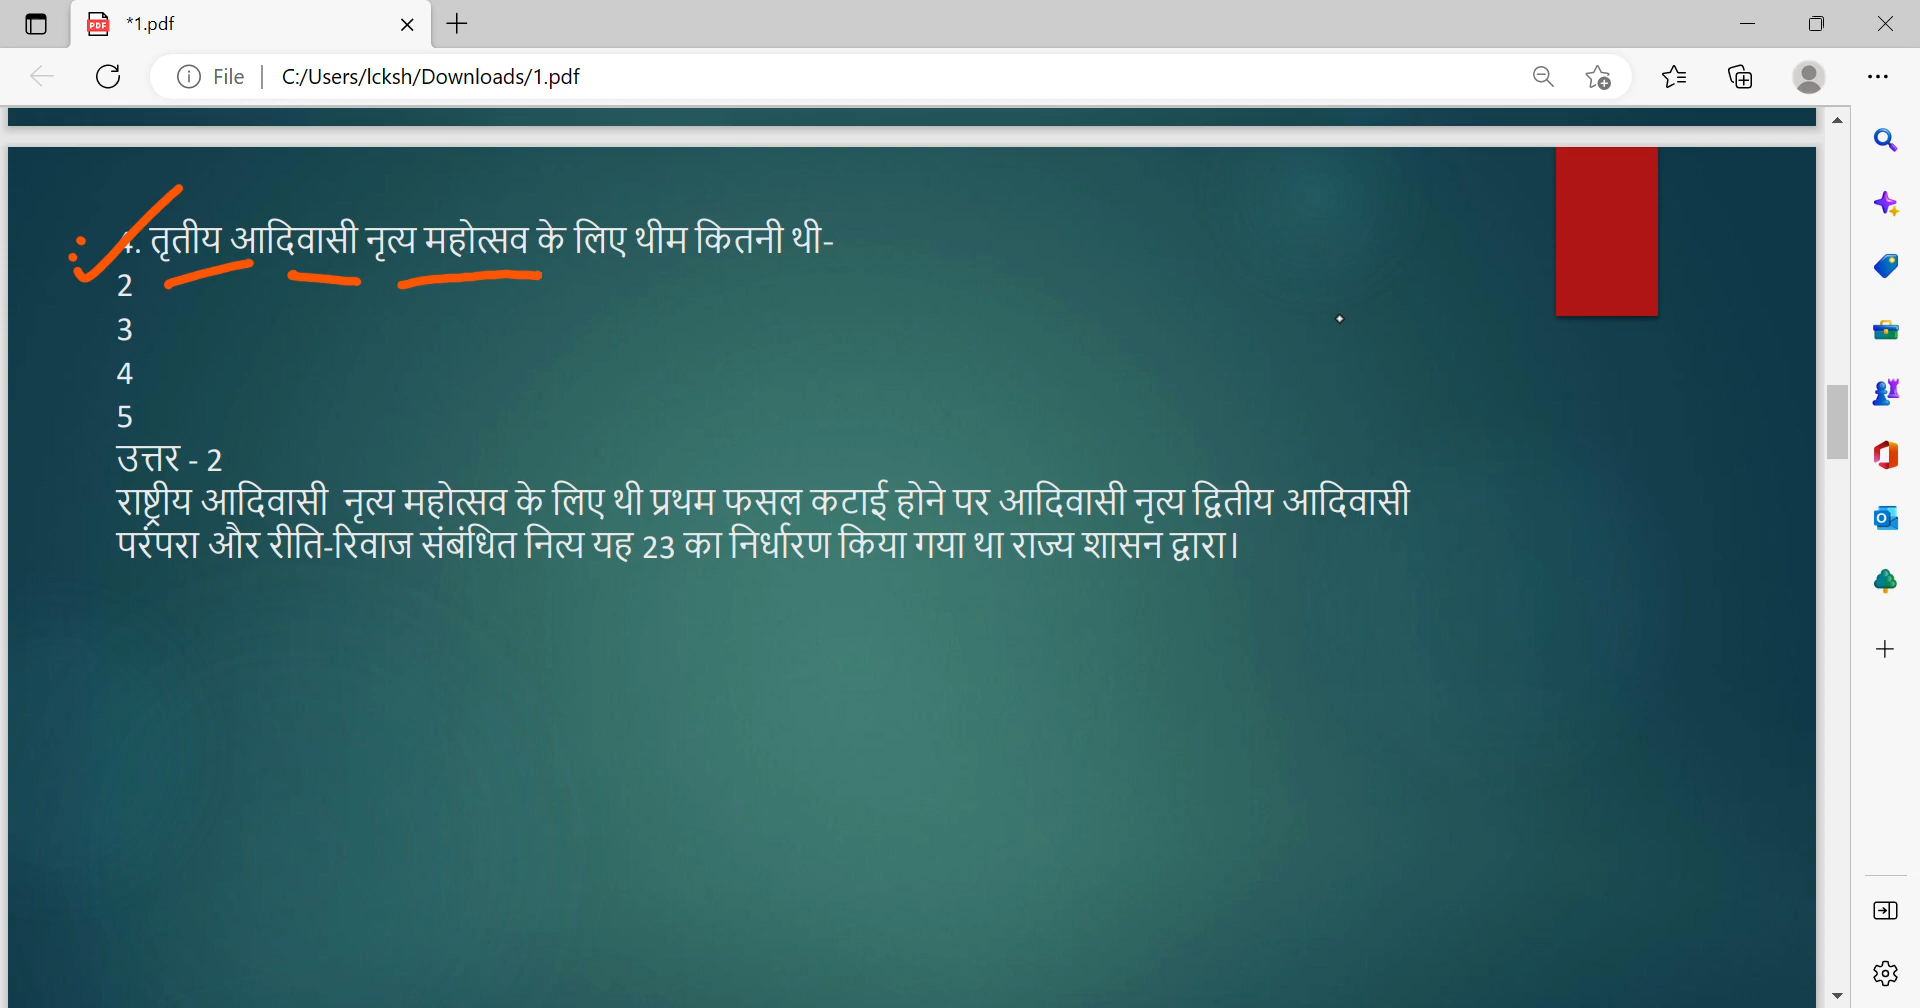 *1.pdf
File
C:/Users/lcksh/Downloads/1.pdf
4. तृतीय आदिवासी नृत्य महोत्सव के लिए थीम कितनी थी-
2
3
4
5
उत्तर - 2
राष्ट्रीय आदिवासी नृत्य महोत्सव के लिए थी प्रथम फसल कटाई होने पर आदिवासी नृत्य द्वितीय आदिवासी
परंपरा और रीति-रिवाज संबंधित नित्य यह 23 का निर्धारण किया गया था राज्य शासन द्वारा।